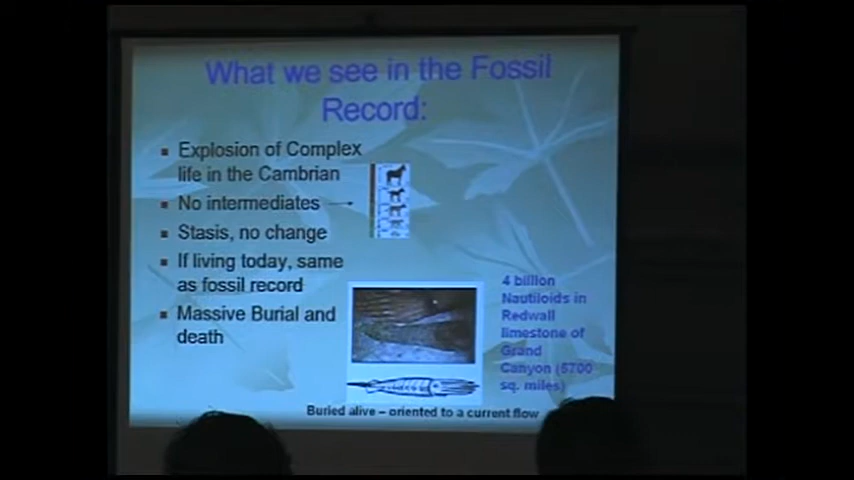 What we see in the Fossil
Record:
Explosion of Complex
life in the Cambrian
No intermediates
Stasis, no change
If living today, same
as fossil record
Massive Burial and
death
4 billion
Nautiloids in
Redwall
limestone of
Grand
Canyon (5700
sq. miles)
Buried alive – oriented to a current flow